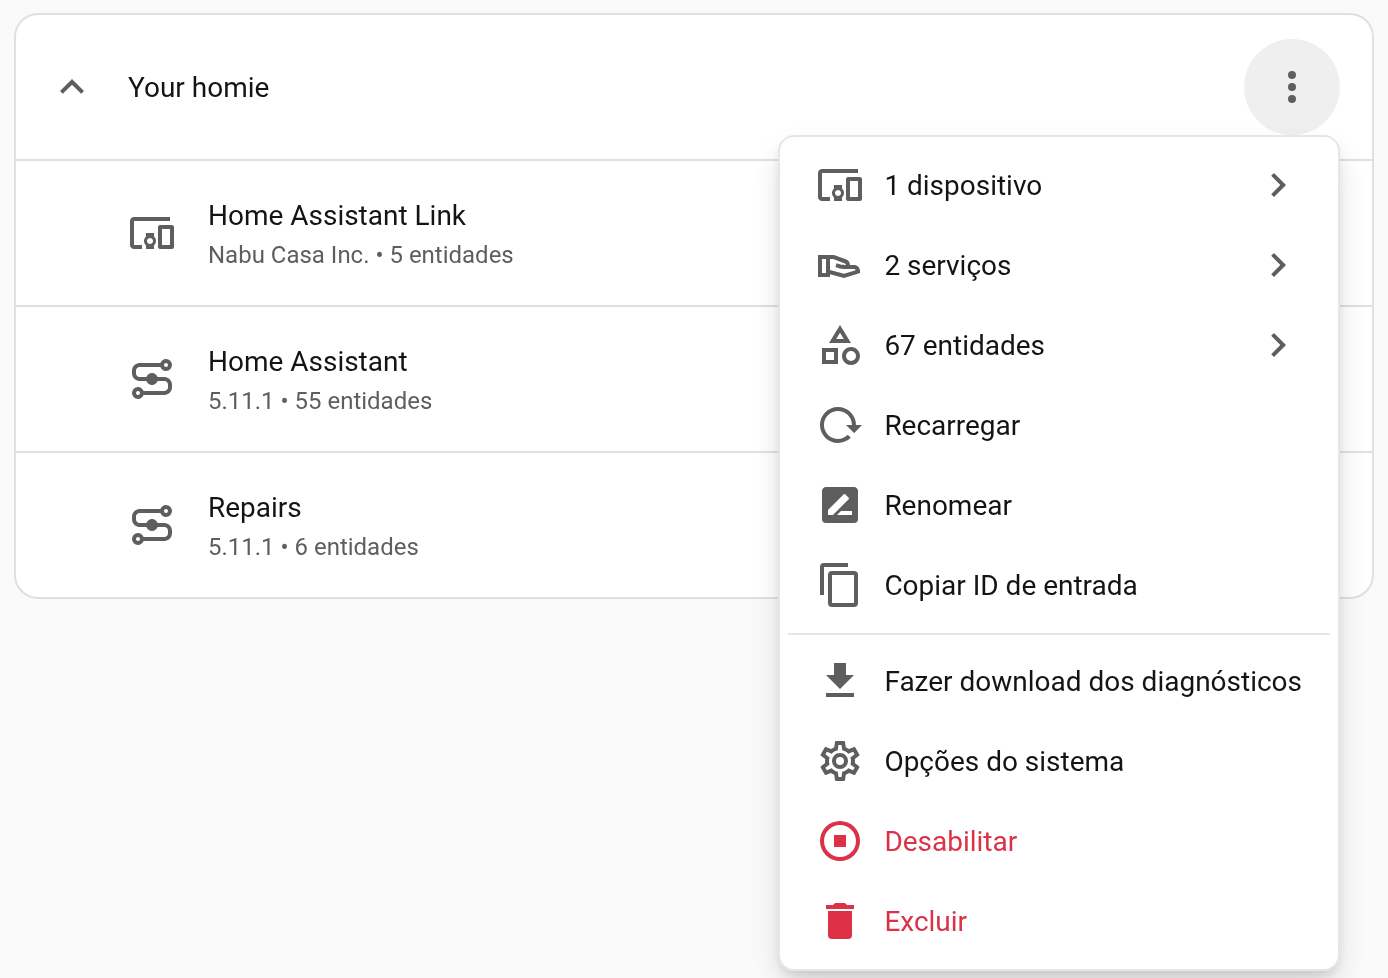 Your homie
Home Assistant Link
Nabu Casa Inc. • 5 entidades
Home Assistant
5.11.1 • 55 entidades
Repairs
5.11.1 • 6 entidades
1 dispositivo
2 serviços
67 entidades
Recarregar
Renomear
Copiar ID de entrada
Fazer download dos diagnósticos
Opções do sistema
Desabilitar
Excluir